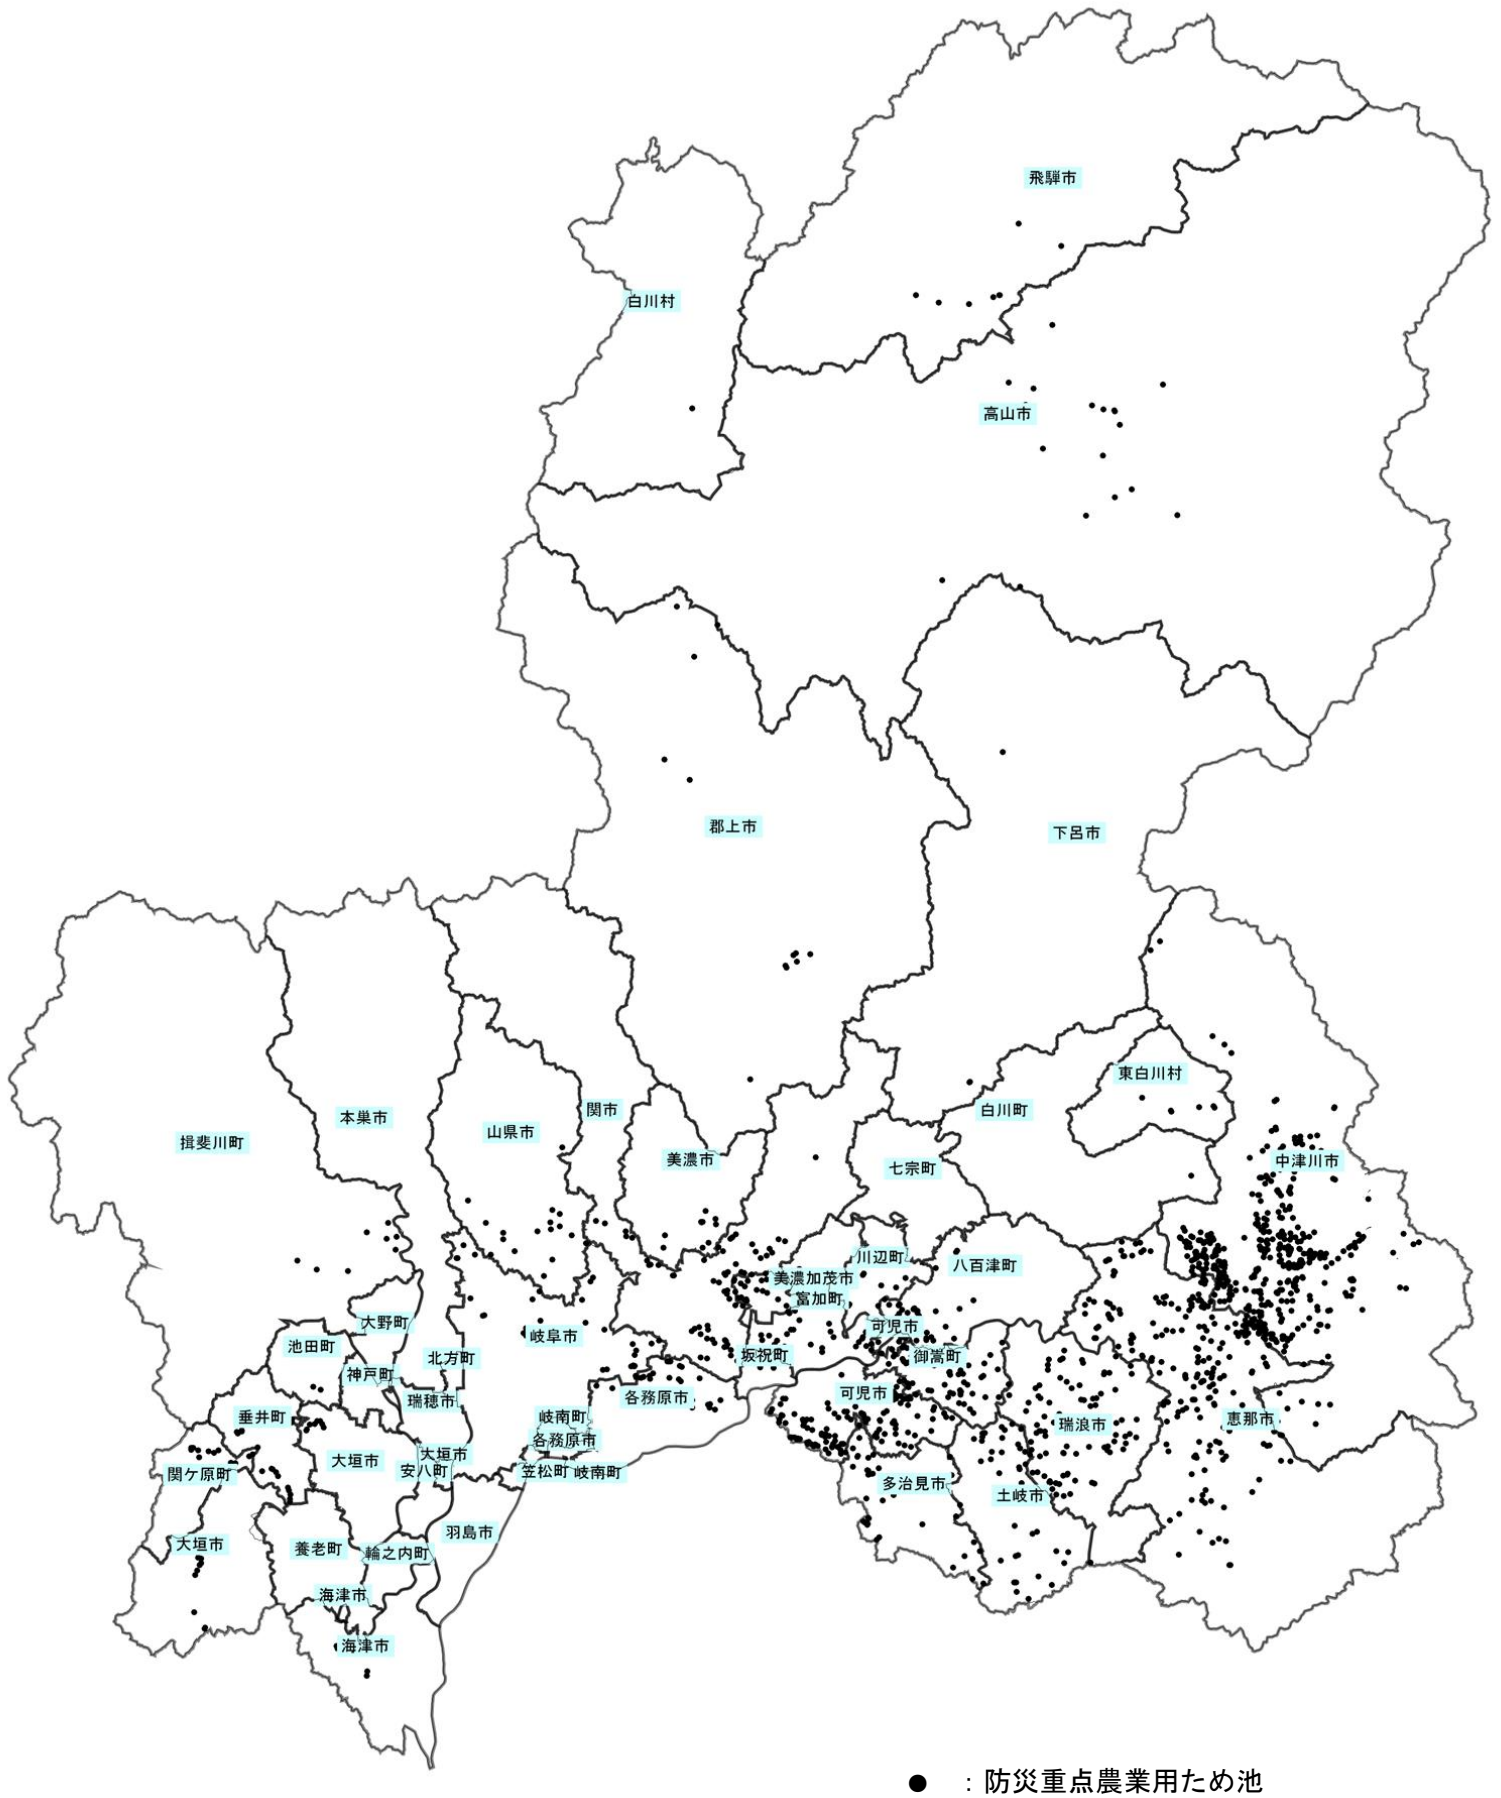 飛騨市
白川村
高山市
郡上市
下呂市
東白川村
関市
白川町
本巣市
山県市
揖斐川町
美濃市
七宗町
中津川市
川辺町
八百津町
美濃加茂市
富加町
大野町
可児市
岐阜市
池田町
北方町
坂祝町
御嵩町
神戸町
可児市
各務原市
瑞穂市
垂井町
岐南町
恵那市
瑞浪市
各務原市
大垣市
大垣市
安八町
関ケ原町
笠松町
岐南町
多治見市
土岐市
羽島市
大垣市
養老町
輪之内町
海津市
海津市
● ：防災重点農業用ため池